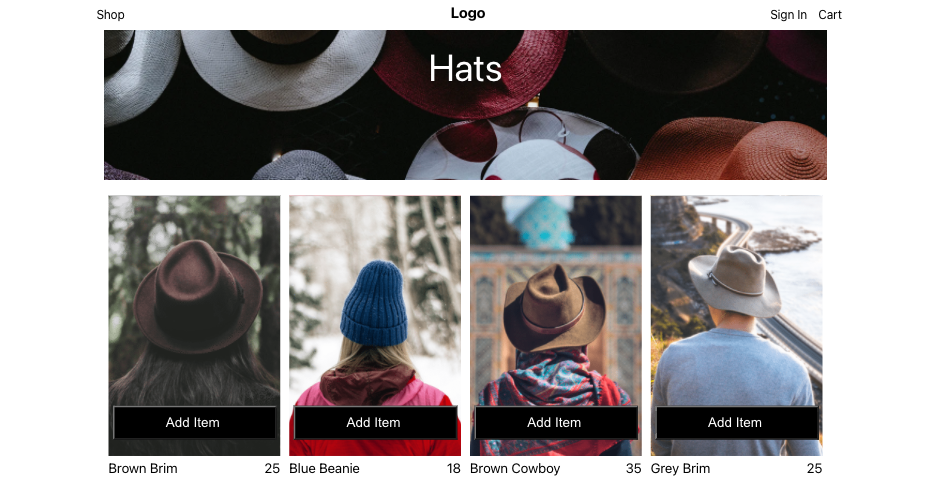 Shop Logo Sign In Cart
Hats
Add Item Add Item Add Item Add Item
Brown Brim 25 Blue Beanie 18 Brown Cowboy 35 Grey Brim 25